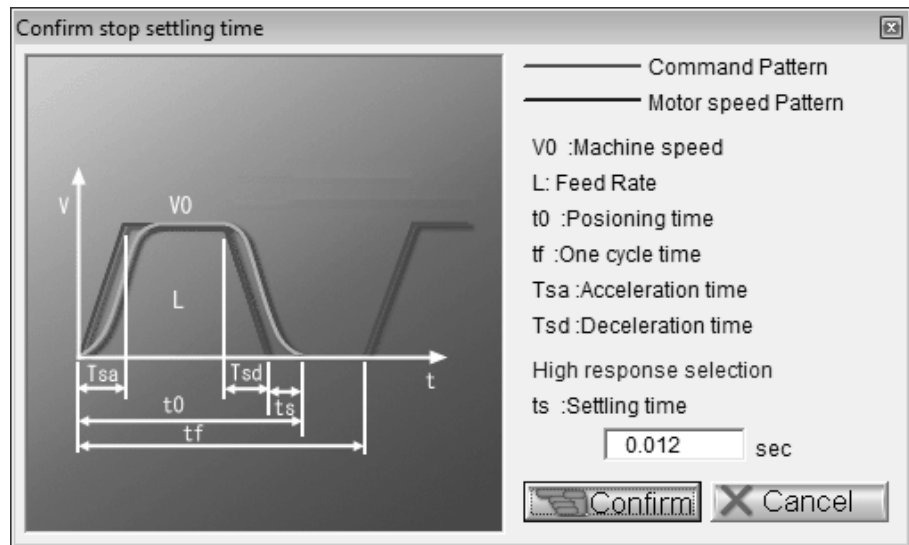 Confirm stop settling time
V
V0
L
Tsa
Tsd
ts
t
t0
tf
Command Pattern
Motor speed Pattern
V0 :Machine speed
L: Feed Rate
t0 :Posioning time
tf :One cycle time
Tsa :Acceleration time
Tsd :Deceleration time
High response selection
ts :Settling time
0.012 sec
Confirm Cancel